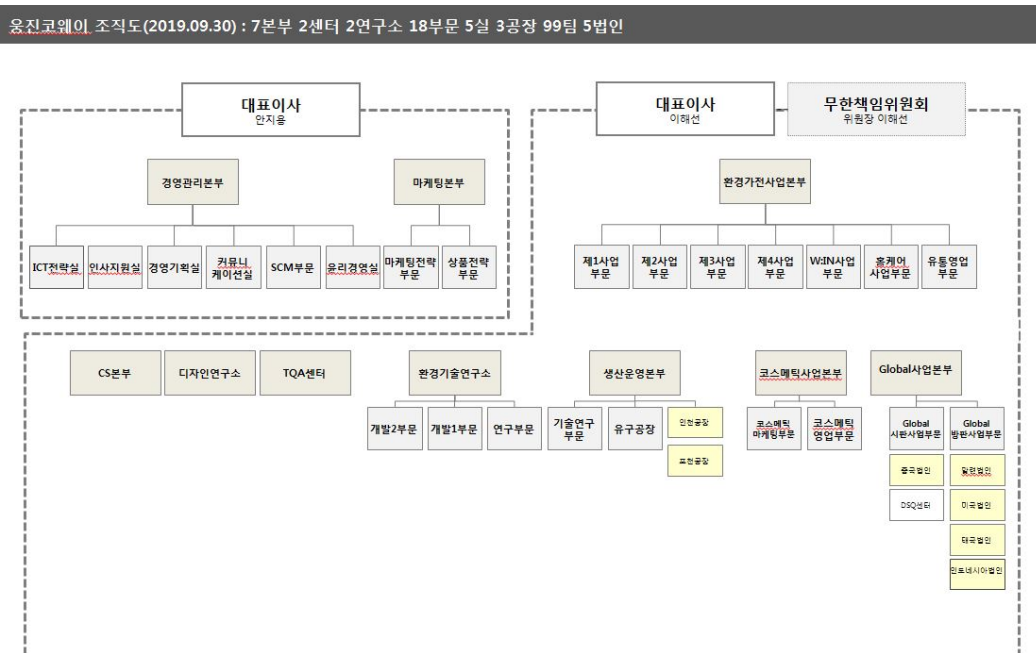 웅진코웨이 조직도(2019.09.30) : 7본부 2센터 2연구소 18부문 5실 3공장 99팀 5법인
대표이사
안지용
대표이사
이해선
무한책임위원회
위원장 이해선
경영관리본부
마케팅본부
환경가전사업본부
ICT전략실
인사지원실
경영기획실
커뮤니
케이션실
SCM부문
윤리경영실
마케팅전략
부문
상품전략
부문
제1사업
부문
제2사업
부문
제3사업
부문
제4사업
부문
W:IN사업
부문
홈케어
사업부문
유통영업
부문
CS본부
디자인연구소
TQA센터
환경기술연구소
생산운영본부
코스메틱사업본부
Global사업본부
개발2부문
개발1부문
연구부문
기술연구
부문
유구공장
인천공장
포천공장
코스메틱
마케팅부문
코스메틱
영업부문
Global
시판사업부문
Global
방판사업부문
중국법인
말련법인
DSQ센터
미국법인
태국법인
인도네시아법인